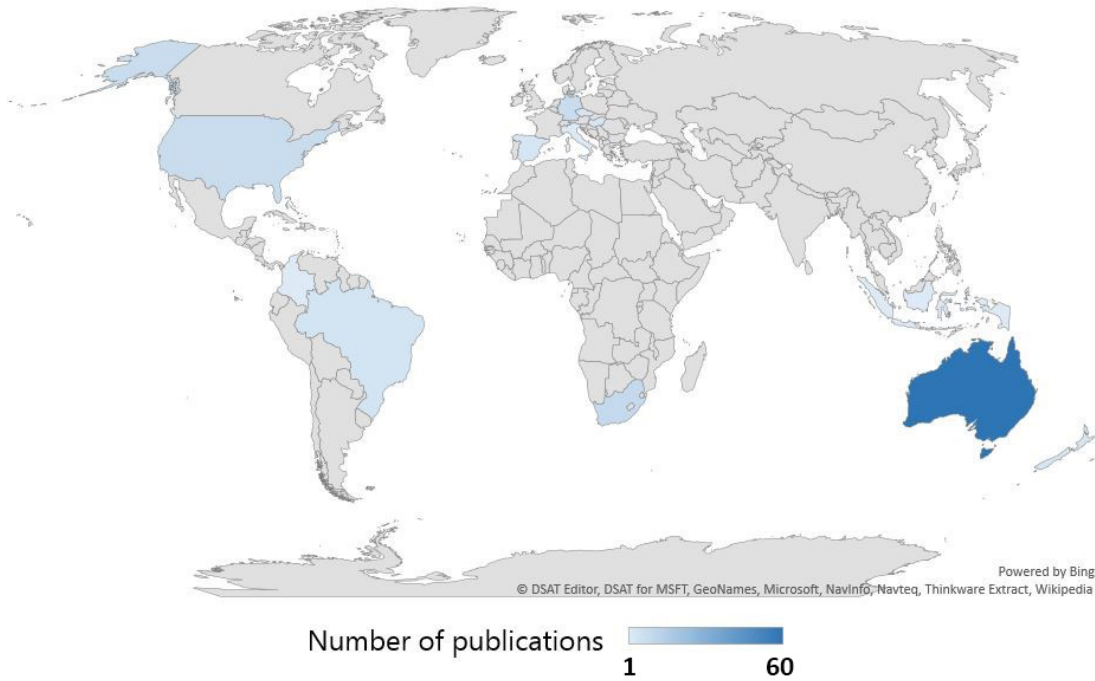 Powered by Bing
© DSAT Editor, DSAT for MSFT, GeoNames, Microsoft, NavInfo, Navteq, Thinkware Extract, Wikipedia
Number of publications
1 60